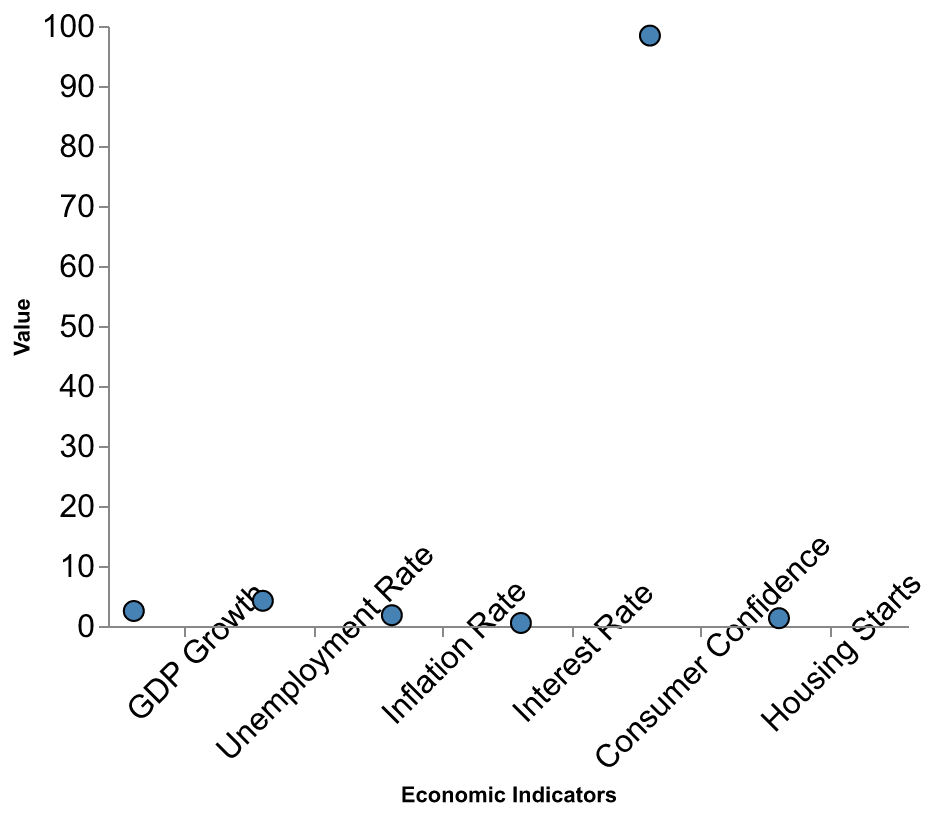 100
90
80
70
60
50
40
30
20
10
0
Value
GDP Growth
Unemployment Rate
Inflation Rate
Interest Rate
Consumer Confidence
Housing Starts
Economic Indicators